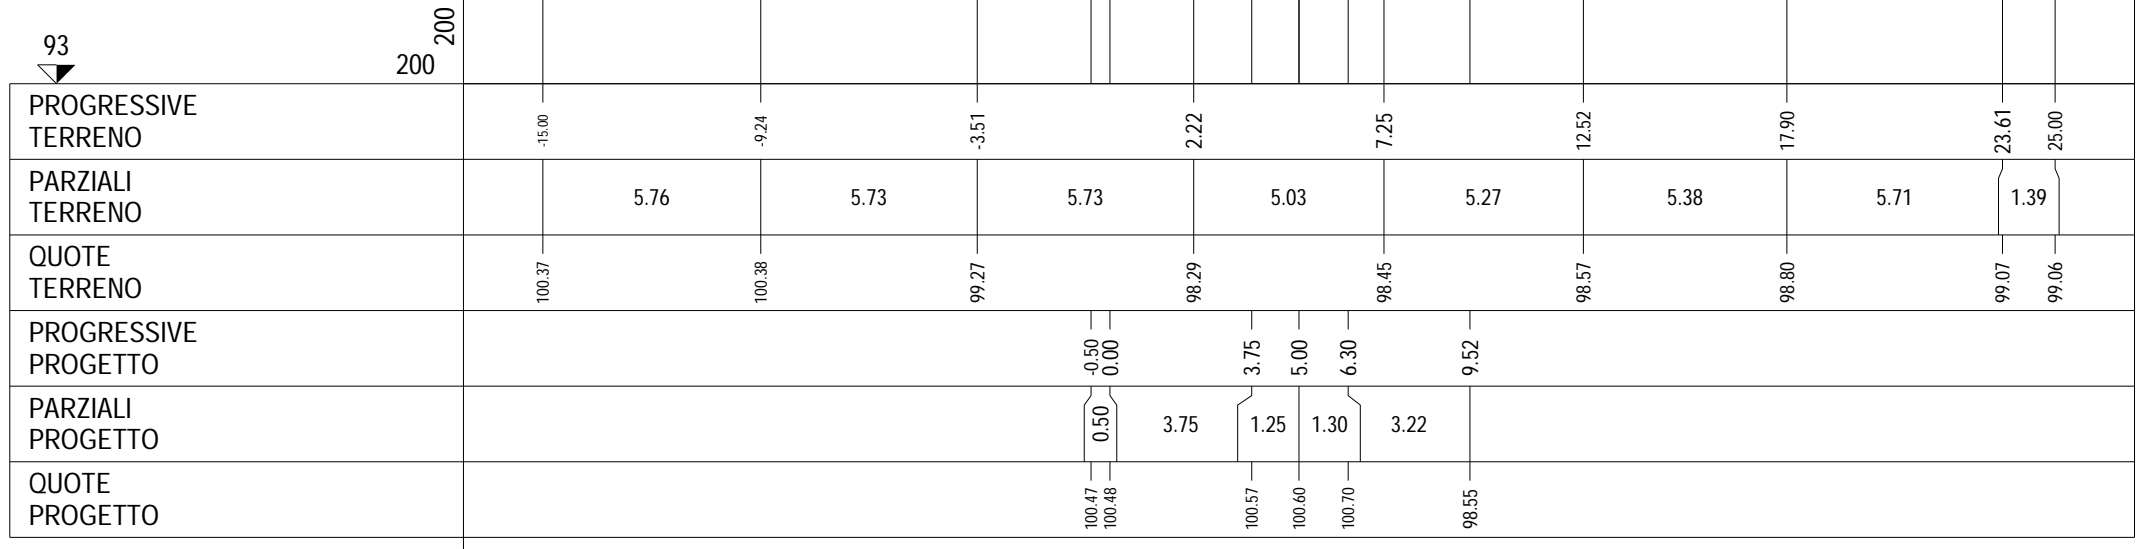 93
200
200
PROGRESSIVE
TERRENO
-15.00 -9.24 -3.51 2.22 7.25 12.52 17.90 23.61 25.00
PARZIALI
TERRENO
5.76 5.73 5.73 5.03 5.27 5.38 5.71 1.39
QUOTE
TERRENO
100.37 100.38 99.27 98.29 98.45 98.57 98.80 99.07 99.06
PROGRESSIVE
PROGETTO
-0.50 0.00 3.75 5.00 6.30 9.52
PARZIALI
PROGETTO
0.50 3.75 1.25 1.30 3.22
QUOTE
PROGETTO
100.47 100.48 100.57 100.60 100.70 98.55